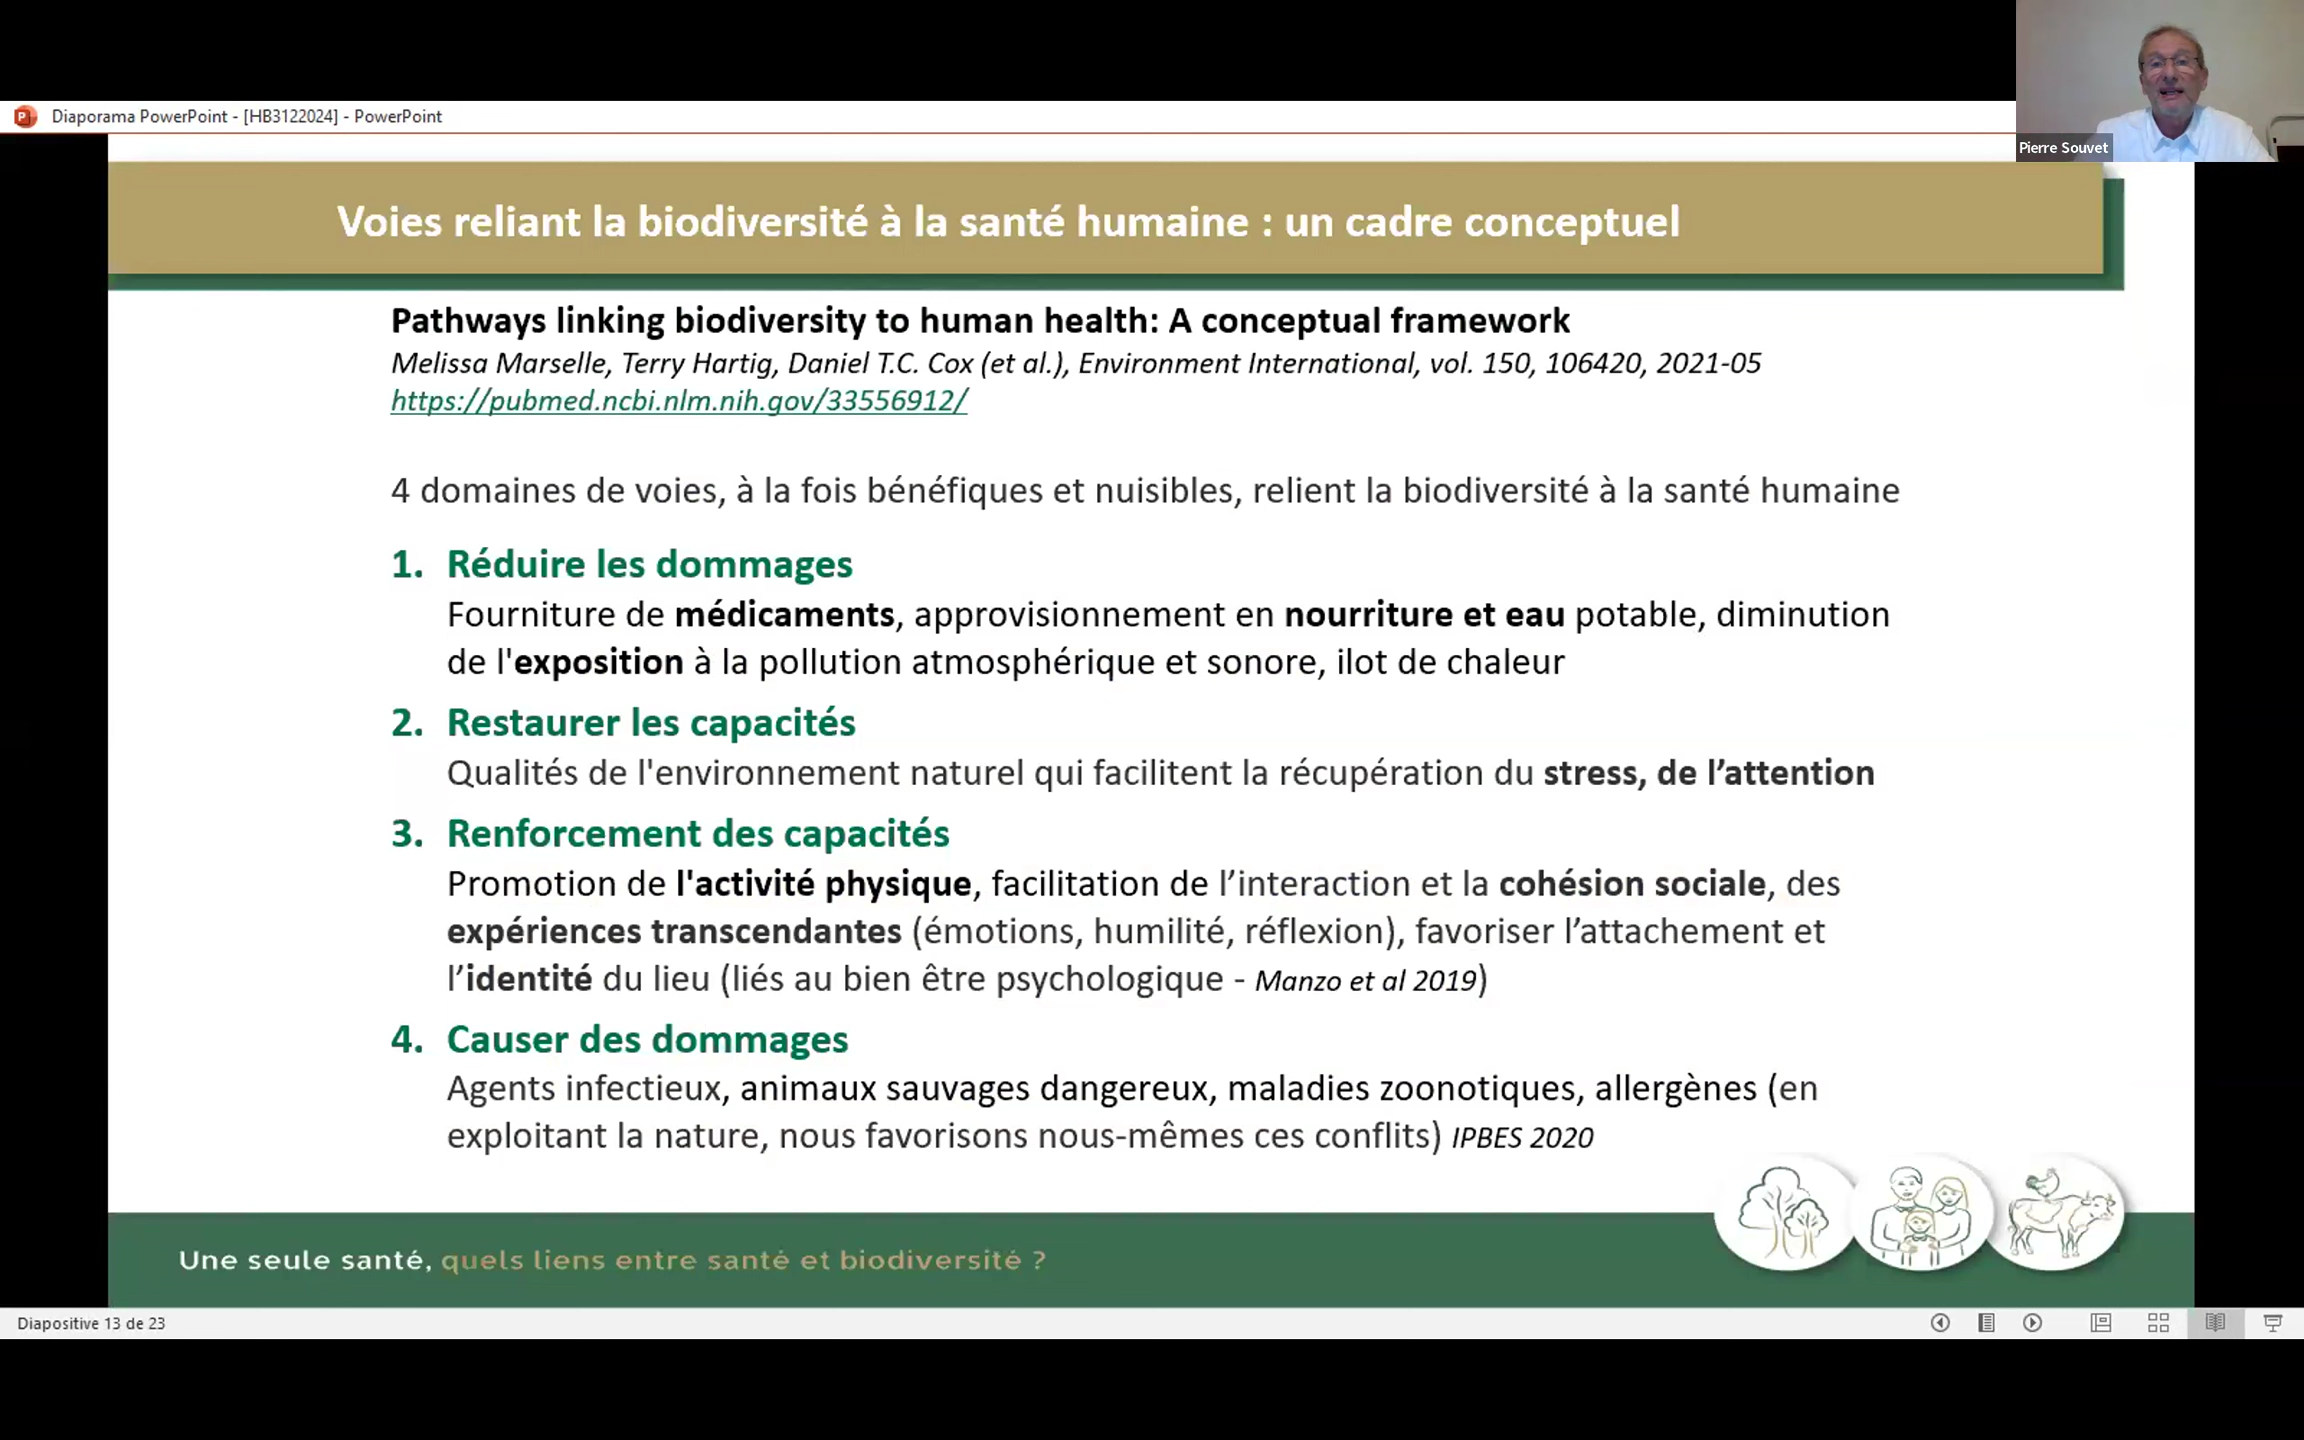 Diaporama PowerPoint - [HB3122024] - PowerPoint
Pierre Souvet
Voies reliant la biodiversité à la santé humaine : un cadre conceptuel
Pathways linking biodiversity to human health: A conceptual framework
Melissa Marselle, Terry Hartig, Daniel T.C. Cox (et al.), Environment International, vol. 150, 106420, 2021-05
https://pubmed.ncbi.nlm.nih.gov/33556912/
4 domaines de voies, à la fois bénéfiques et nuisibles, relient la biodiversité à la santé humaine
1. Réduire les dommages
Fourniture de médicaments, approvisionnement en nourriture et eau potable, diminution
de l'exposition à la pollution atmosphérique et sonore, ilot de chaleur
2. Restaurer les capacités
Qualités de l'environnement naturel qui facilitent la récupération du stress, de l’attention
3. Renforcement des capacités
Promotion de l'activité physique, facilitation de l’interaction et la cohésion sociale, des
expériences transcendantes (émotions, humilité, réflexion), favoriser l’attachement et
l’identité du lieu (liés au bien être psychologique - Manzo et al 2019)
4. Causer des dommages
Agents infectieux, animaux sauvages dangereux, maladies zoonotiques, allergènes (en
exploitant la nature, nous favorisons nous-mêmes ces conflits) IPBES 2020
Une seule santé, quels liens entre santé et biodiversité ?
Diapositive 13 de 23